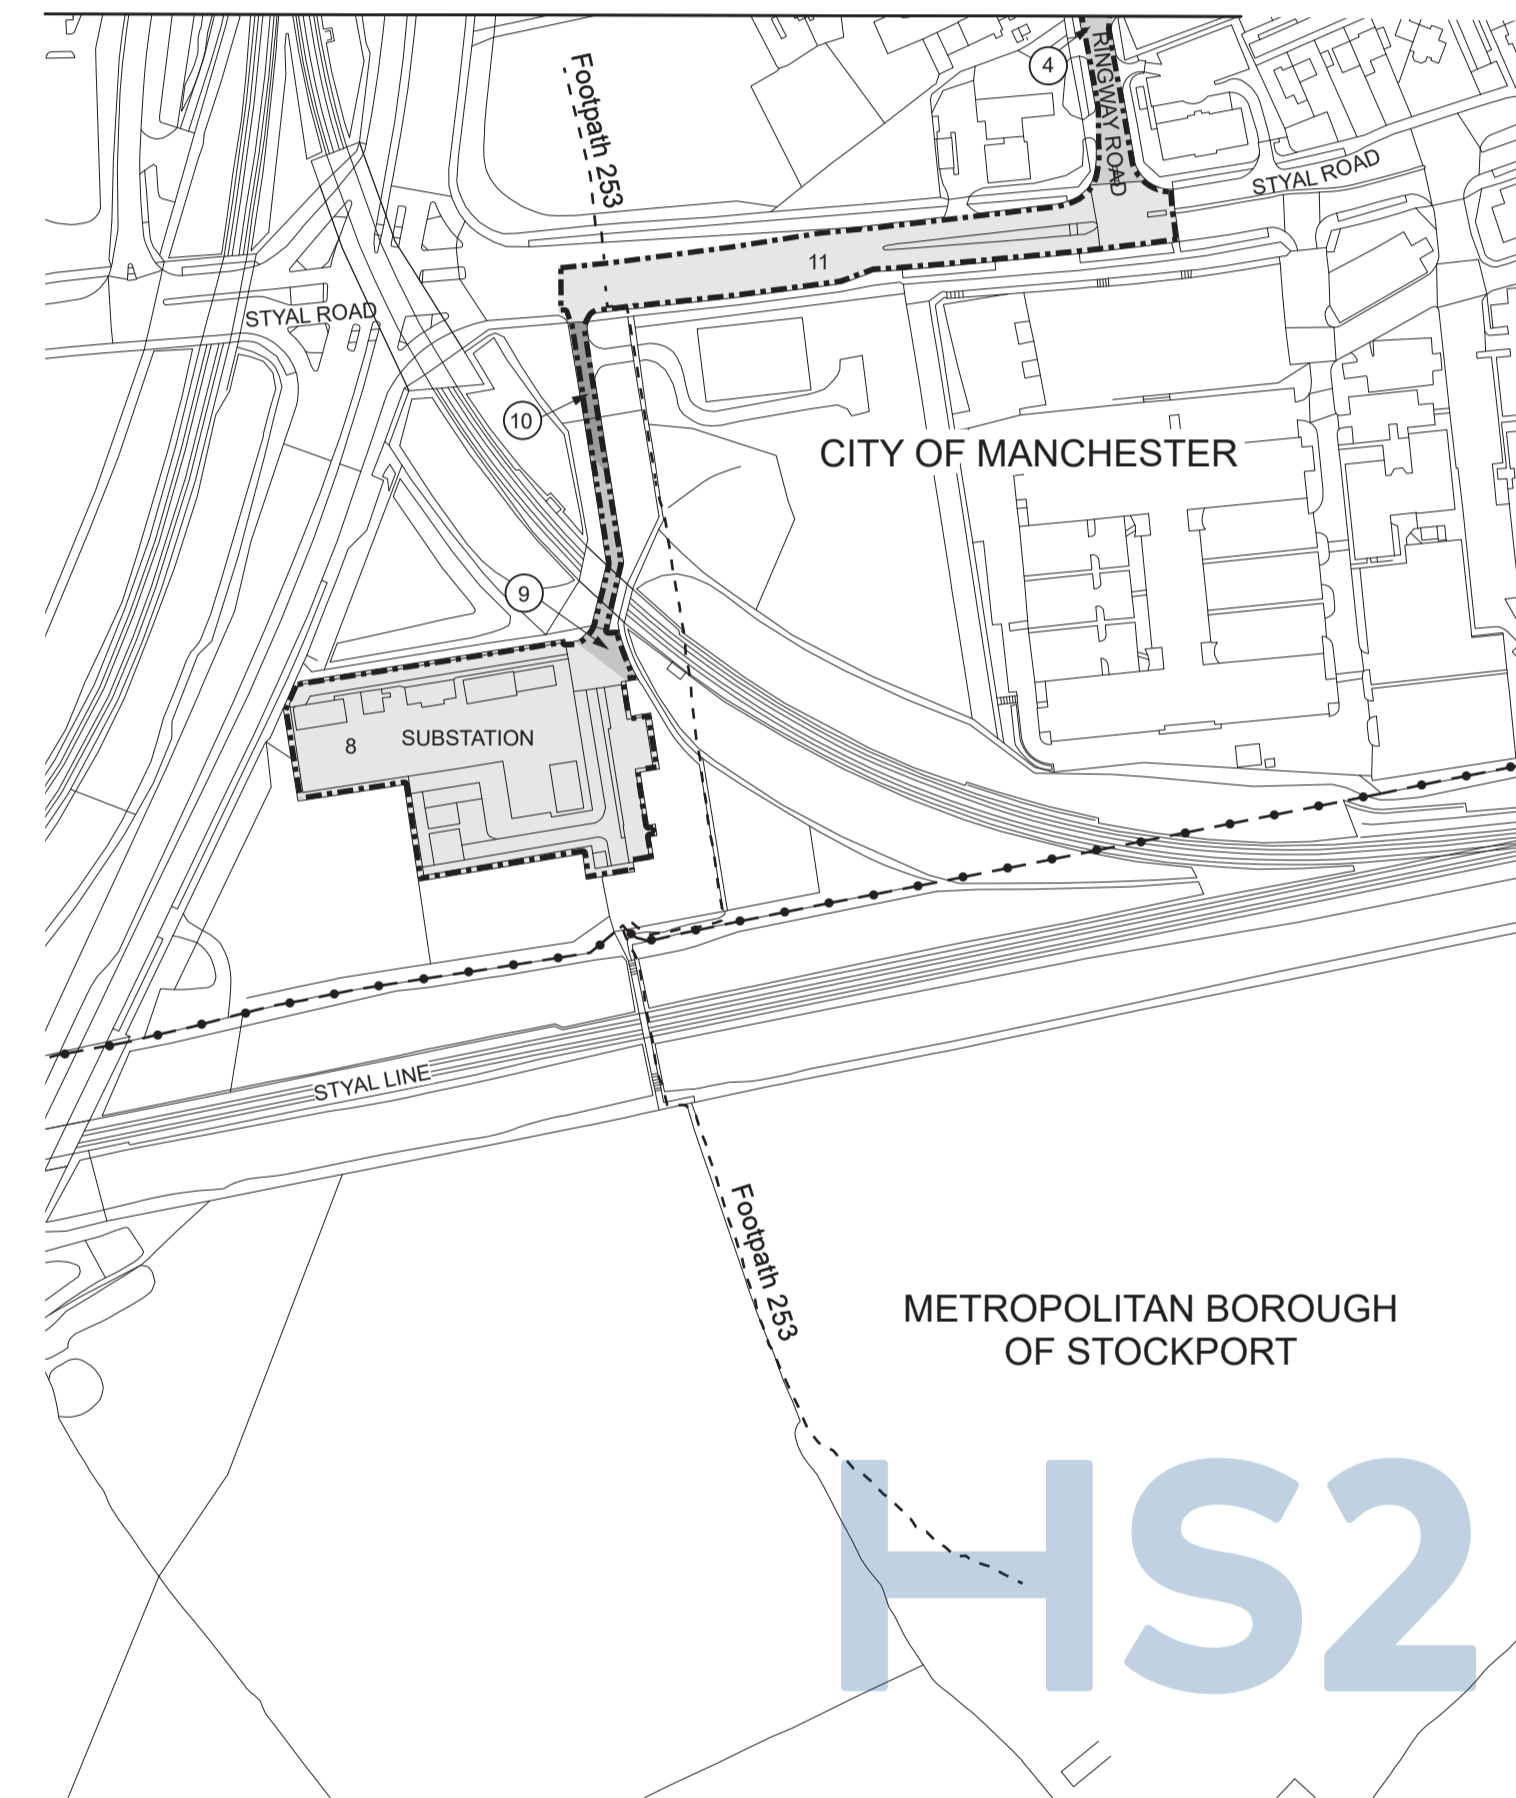 4
RINGWAY ROAD
Footpath 253
STYAL ROAD
11
STYAL ROAD
10
CITY OF MANCHESTER
9
8
SUBSTATION
STYAL LINE
Footpath 253
METROPOLITAN BOROUGH
OF STOCKPORT
HS2